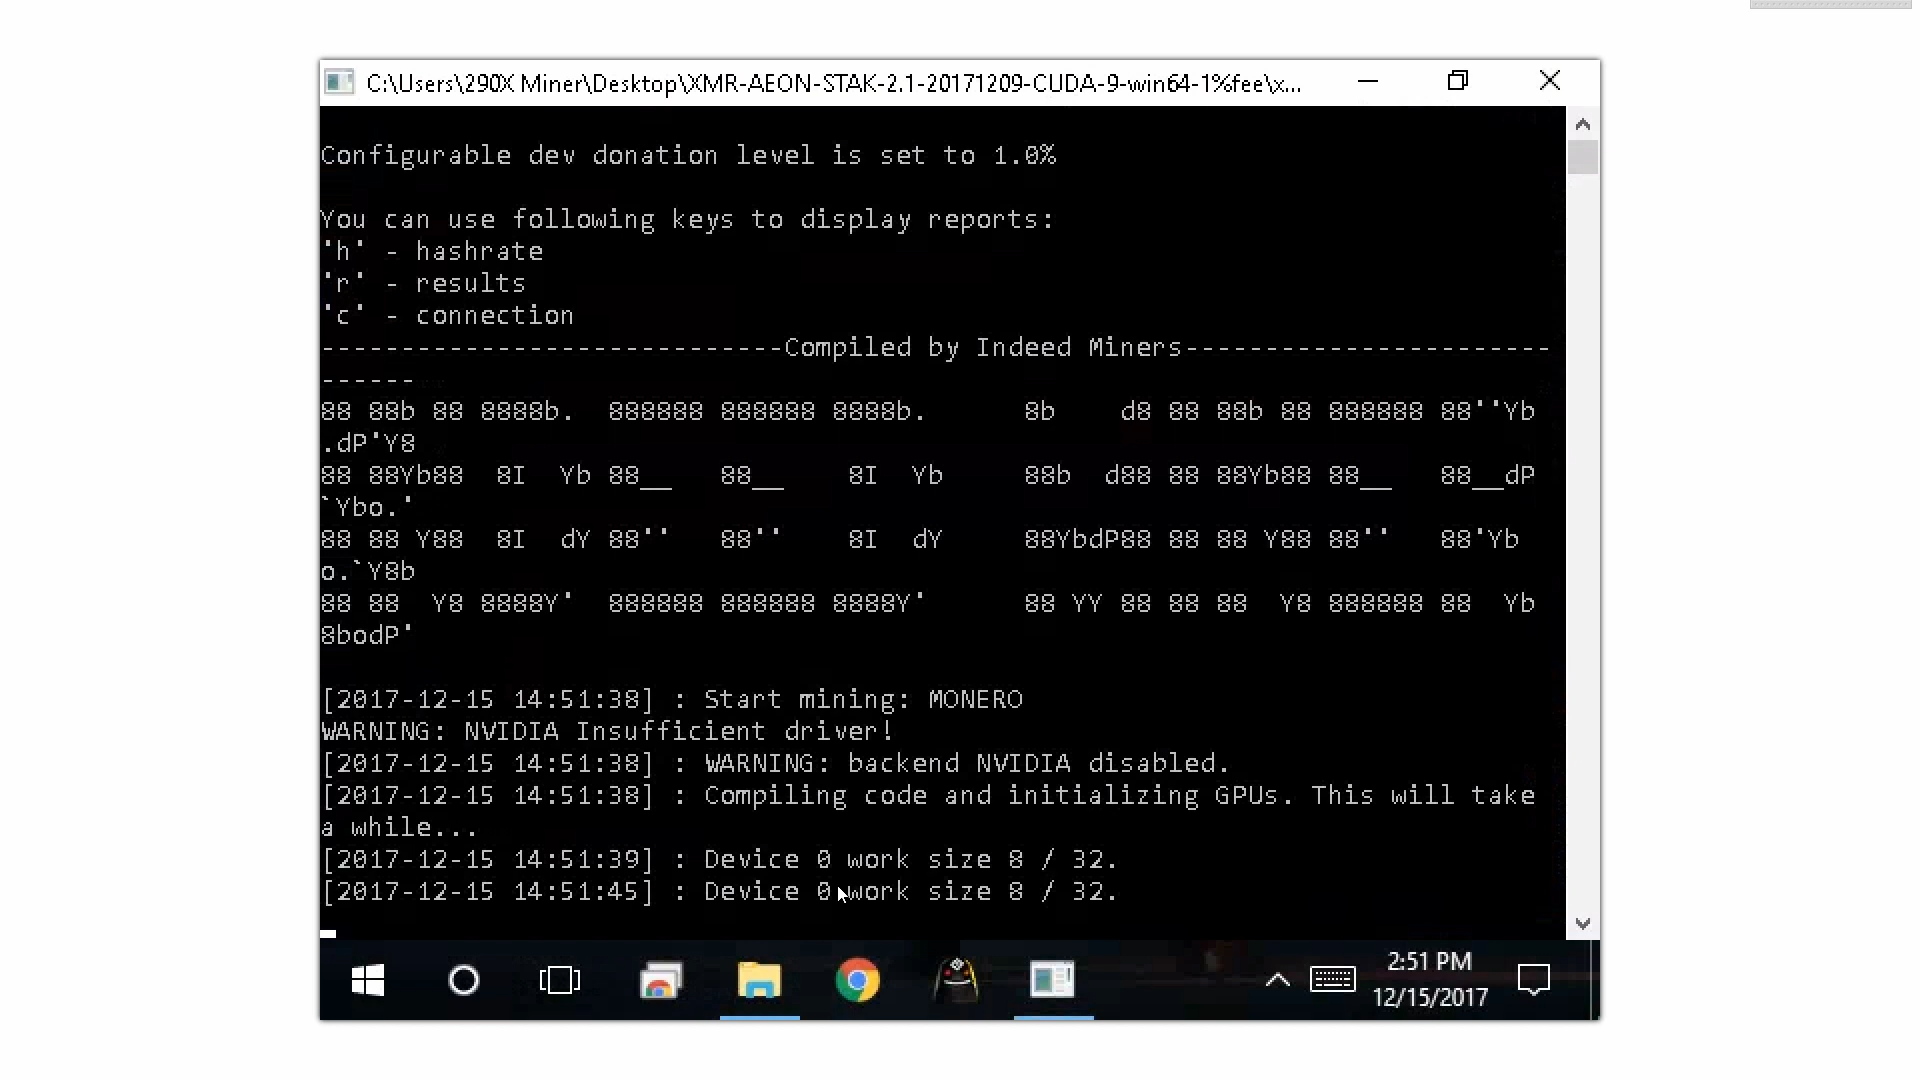 C:\Users\290X Miner\Desktop\XMR-AEON-STAK-2.1-20171209-CUDA-9-win64-1%fee\x...
Configurable dev donation level is set to 1.0%
You can use following keys to display reports:
'h' - hashrate
'r' - results
'c' - connection
-----------------------------Compiled by Indeed Miners-----------------------
------
88 88b 88 8888b.  888888 888888 8888b.      8b    d8 88 88b 88 888888 88''Yb
.dP'Y8
88 88Yb88  8I  Yb 88__   88__    8I  Yb     88b  d88 88 88Yb88 88__   88__dP
`Ybo.'
88 88 Y88  8I  dY 88''   88''    8I  dY     88YbdP88 88 88 Y88 88''   88'Yb
o.`Y8b
88 88  Y8 8888Y'  888888 888888 8888Y'      88 YY 88 88 88  Y8 888888 88  Yb
8bodP'
[2017-12-15 14:51:38] : Start mining: MONERO
WARNING: NVIDIA Insufficient driver!
[2017-12-15 14:51:38] : WARNING: backend NVIDIA disabled.
[2017-12-15 14:51:38] : Compiling code and initializing GPUs. This will take
a while...
[2017-12-15 14:51:39] : Device 0 work size 8 / 32.
[2017-12-15 14:51:45] : Device 0 work size 8 / 32.
2:51 PM
12/15/2017